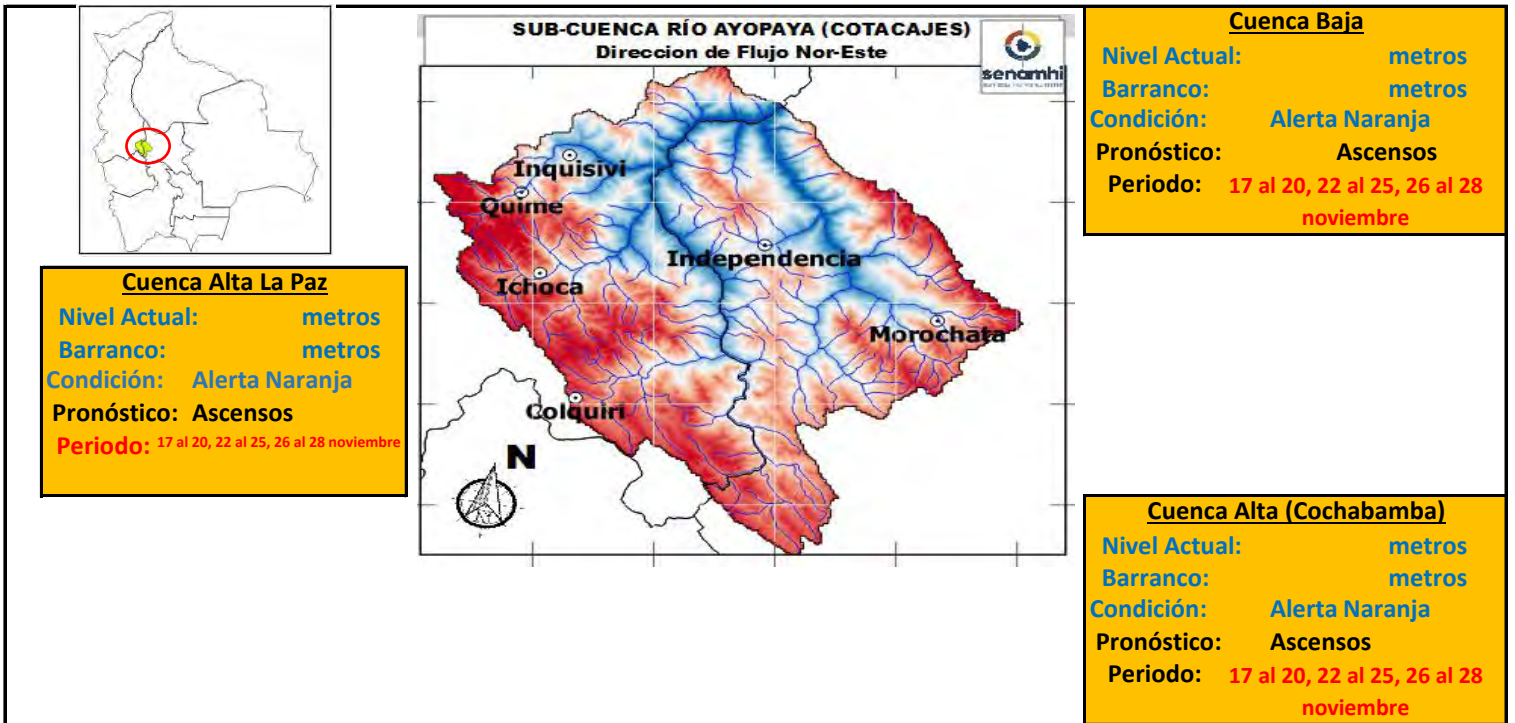 SUB-CUENCA RÍO AYOPAYA (COTACAJES)
Direccion de Flujo Nor-Este
senamhi
Inquisivi
Quime
Independencia
Ichoca
Morochata
Colquiri
N
Cuenca Alta La Paz
Nivel Actual: metros
Barranco: metros
Condición: Alerta Naranja
Pronóstico: Ascensos
Periodo: 17 al 20, 22 al 25, 26 al 28 noviembre
Cuenca Baja
Nivel Actual: metros
Barranco: metros
Condición: Alerta Naranja
Pronóstico: Ascensos
Periodo: 17 al 20, 22 al 25, 26 al 28
noviembre
Cuenca Alta (Cochabamba)
Nivel Actual: metros
Barranco: metros
Condición: Alerta Naranja
Pronóstico: Ascensos
Periodo: 17 al 20, 22 al 25, 26 al 28
noviembre